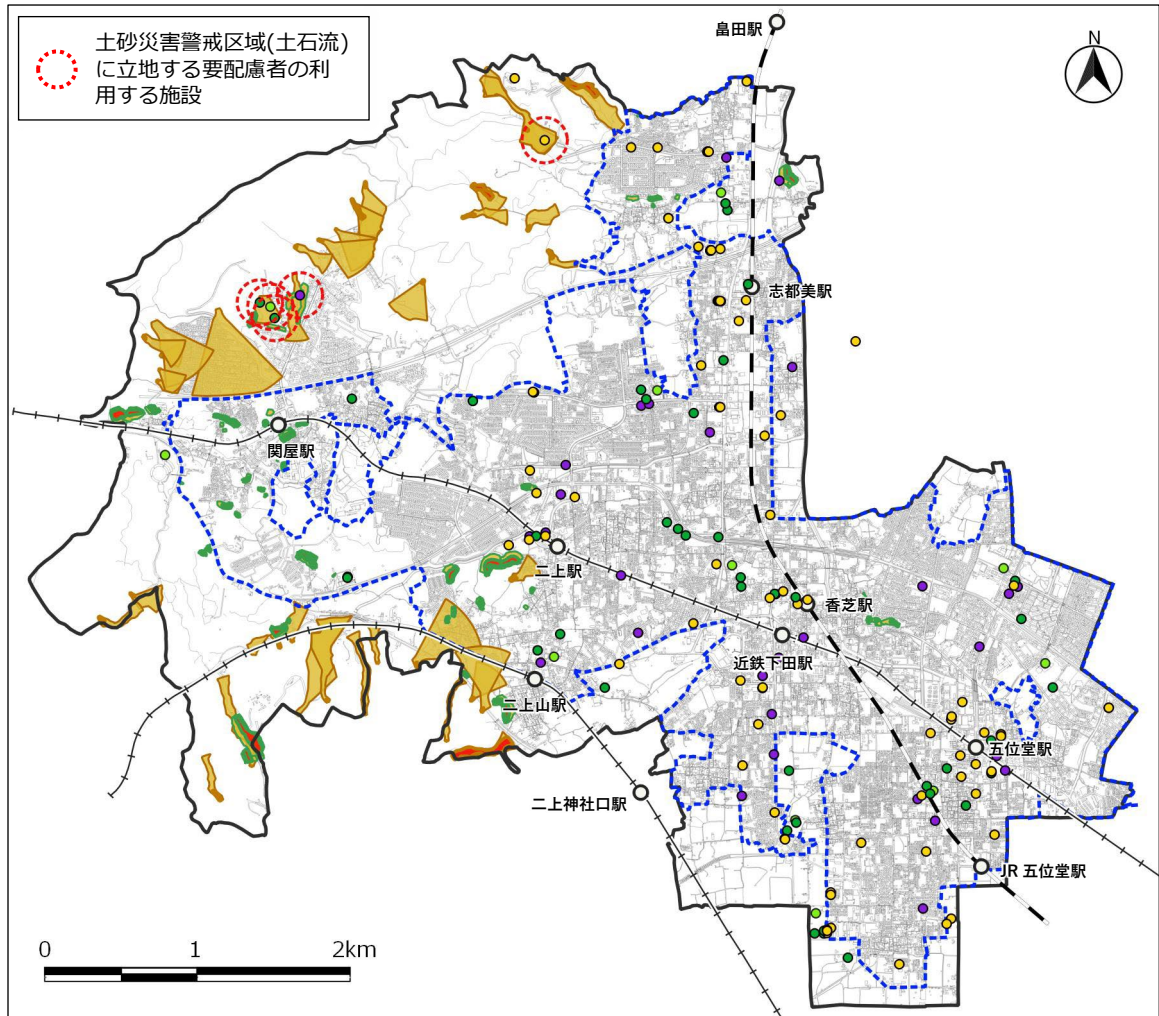 土砂災害警戒区域(土石流)
に立地する要配慮者の利
用する施設
畠田駅
N
志都美駅
関屋駅
二上駅
香芝駅
近鉄下田駅
二上山駅
五位堂駅
二上神社口駅
JR 五位堂駅
0 1 2km